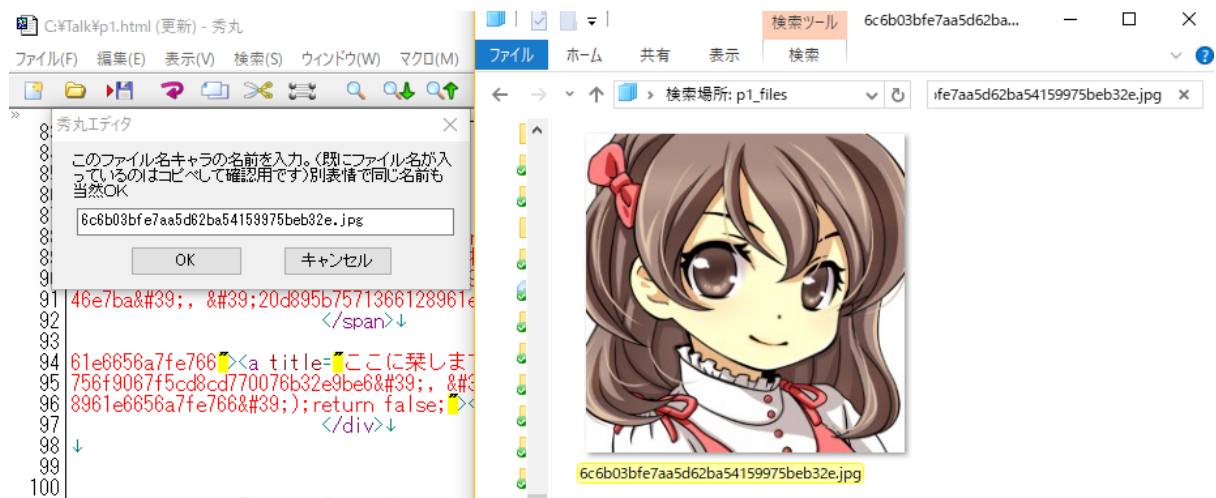 C:¥Talk¥p1.html (更新) - 秀丸
ファイル(F) 編集(E) 表示(V) 検索(S) ウィンドウ(W) マクロ(M)
秀丸エディタ
このファイル名キャラの名前を入力。(既にファイル名が入
っているのはコピペして確認用です)別表情で同じ名前も
当然OK
6c6b03bfe7aa5d62ba54159975beb32e.jpg
OK キャンセル
91 46e7ba&#39;, &#39;20d895b7571366128961e
92 </span>↓
93
94 61e6656a7fe766"><a title="ここに栞しま
95 756f9067f5cd8cd770076b32e9be6&#39;, &#3
96 8961e6656a7fe766&#39;);return false;"><
97 </div>↓
98 ↓
99
100
検索ツール 6c6b03bfe7aa5d62ba...
ファイル ホーム 共有 表示 検索
検索場所: p1_files
fe7aa5d62ba54159975beb32e.jpg
6c6b03bfe7aa5d62ba54159975beb32e.jpg